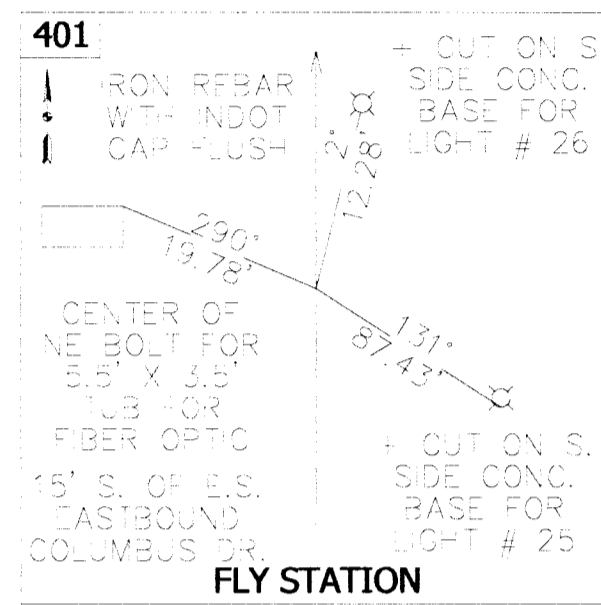 401
IRON REBAR
WITH INDOT
CAP FLUSH
+ CUT ON S
SIDE CONC.
BASE FOR
LIGHT # 26
2°
12.28'
290°
19.78'
131°
87.43'
CENTER OF
NE BOLT FOR
5.5' X 3.5'
TUB FOR
FIBER OPTIC
15' S. OF E.S.
EASTBOUND
COLUMBUS DR.
+ CUT ON S.
SIDE CONC.
BASE FOR
LIGHT # 25
FLY STATION